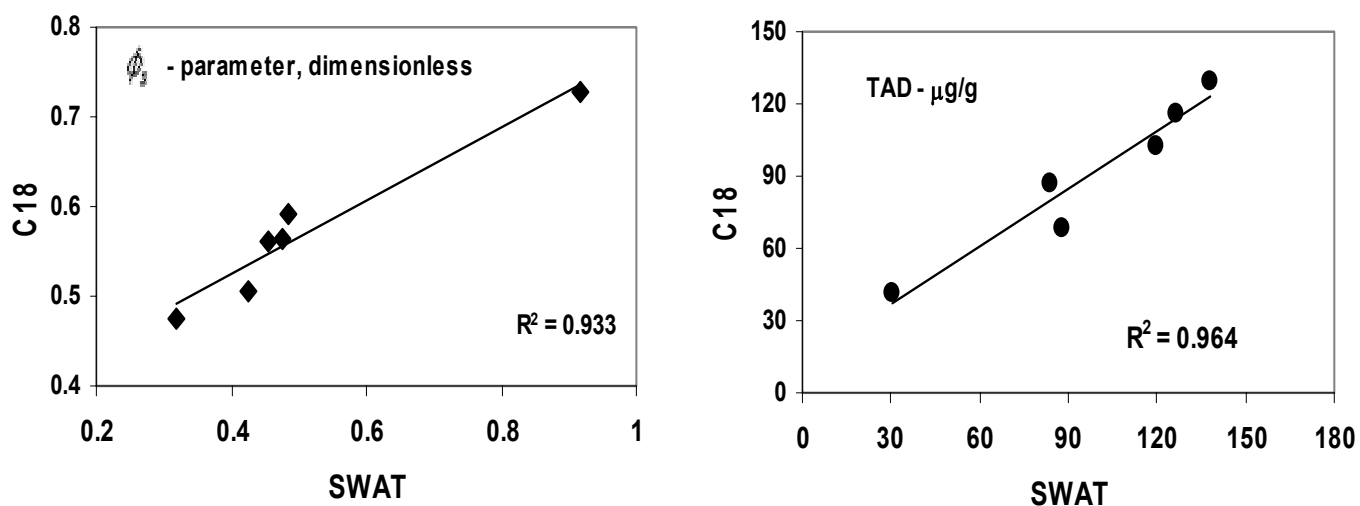 0.8
- parameter, dimensionless
0.7
C18
0.6
0.5
R² = 0.933
0.4
0.2 0.4 0.6 0.8 1
SWAT
150
TAD - μg/g
120
90
C18
60
30
R² = 0.964
0
0 30 60 90 120 150 180
SWAT